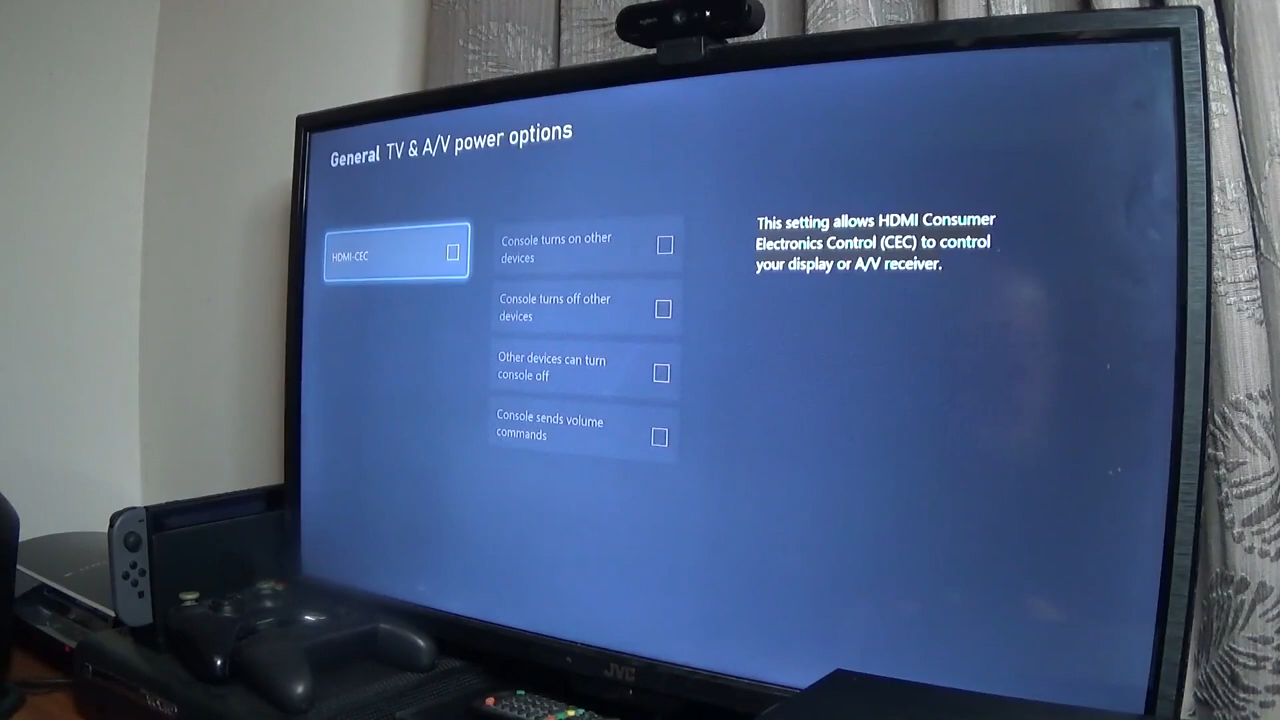 General TV & A/V power options
HDMI-CEC
Console turns on other
devices
Console turns off other
devices
Other devices can turn
console off
Console sends volume
commands
This setting allows HDMI Consumer
Electronics Control (CEC) to control
your display or A/V receiver.
JVC